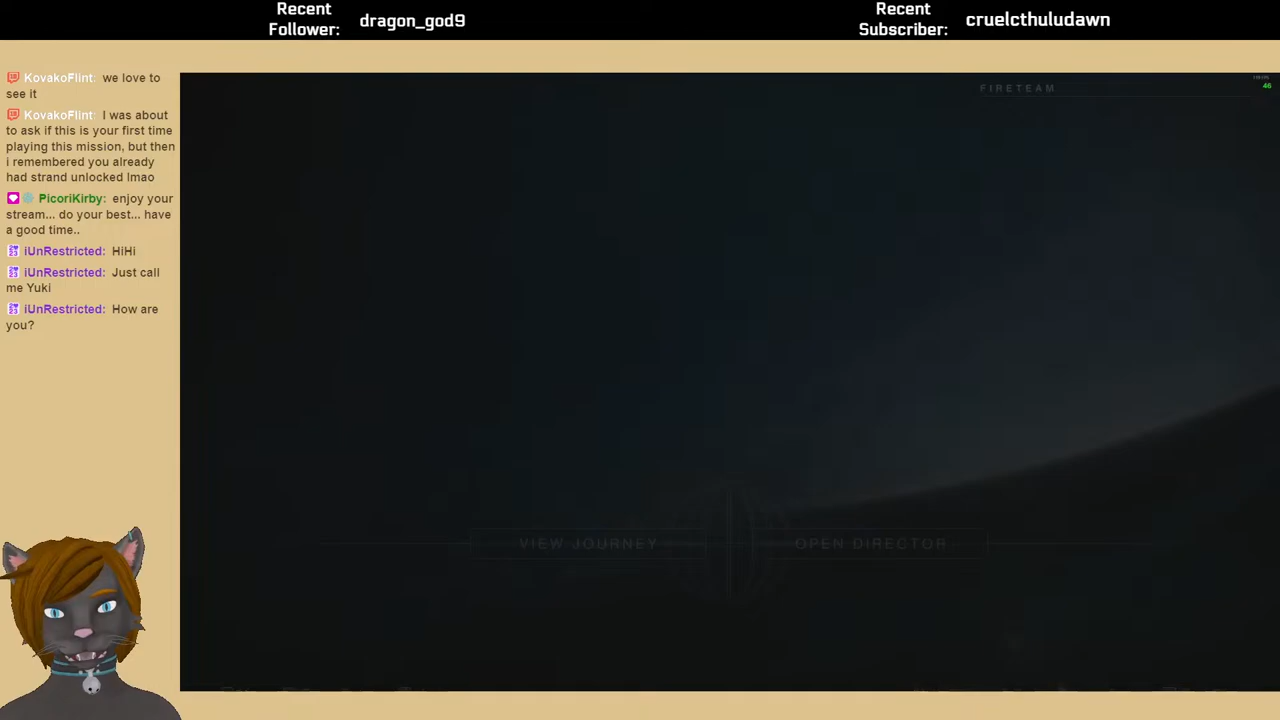 Recent
Follower:
dragon_god9
Recent
Subscriber:
cruelcthuludawn
KovakoFlint: we love to
see it
KovakoFlint: I was about
to ask if this is your first time
playing this mission, but then
i remembered you already
had strand unlocked lmao
PicoriKirby: enjoy your
stream... do your best... have
a good time..
iUnRestricted: HiHi
iUnRestricted: Just call
me Yuki
iUnRestricted: How are
you?
FIRETEAM
46
VIEW JOURNEY
OPEN DIRECTOR